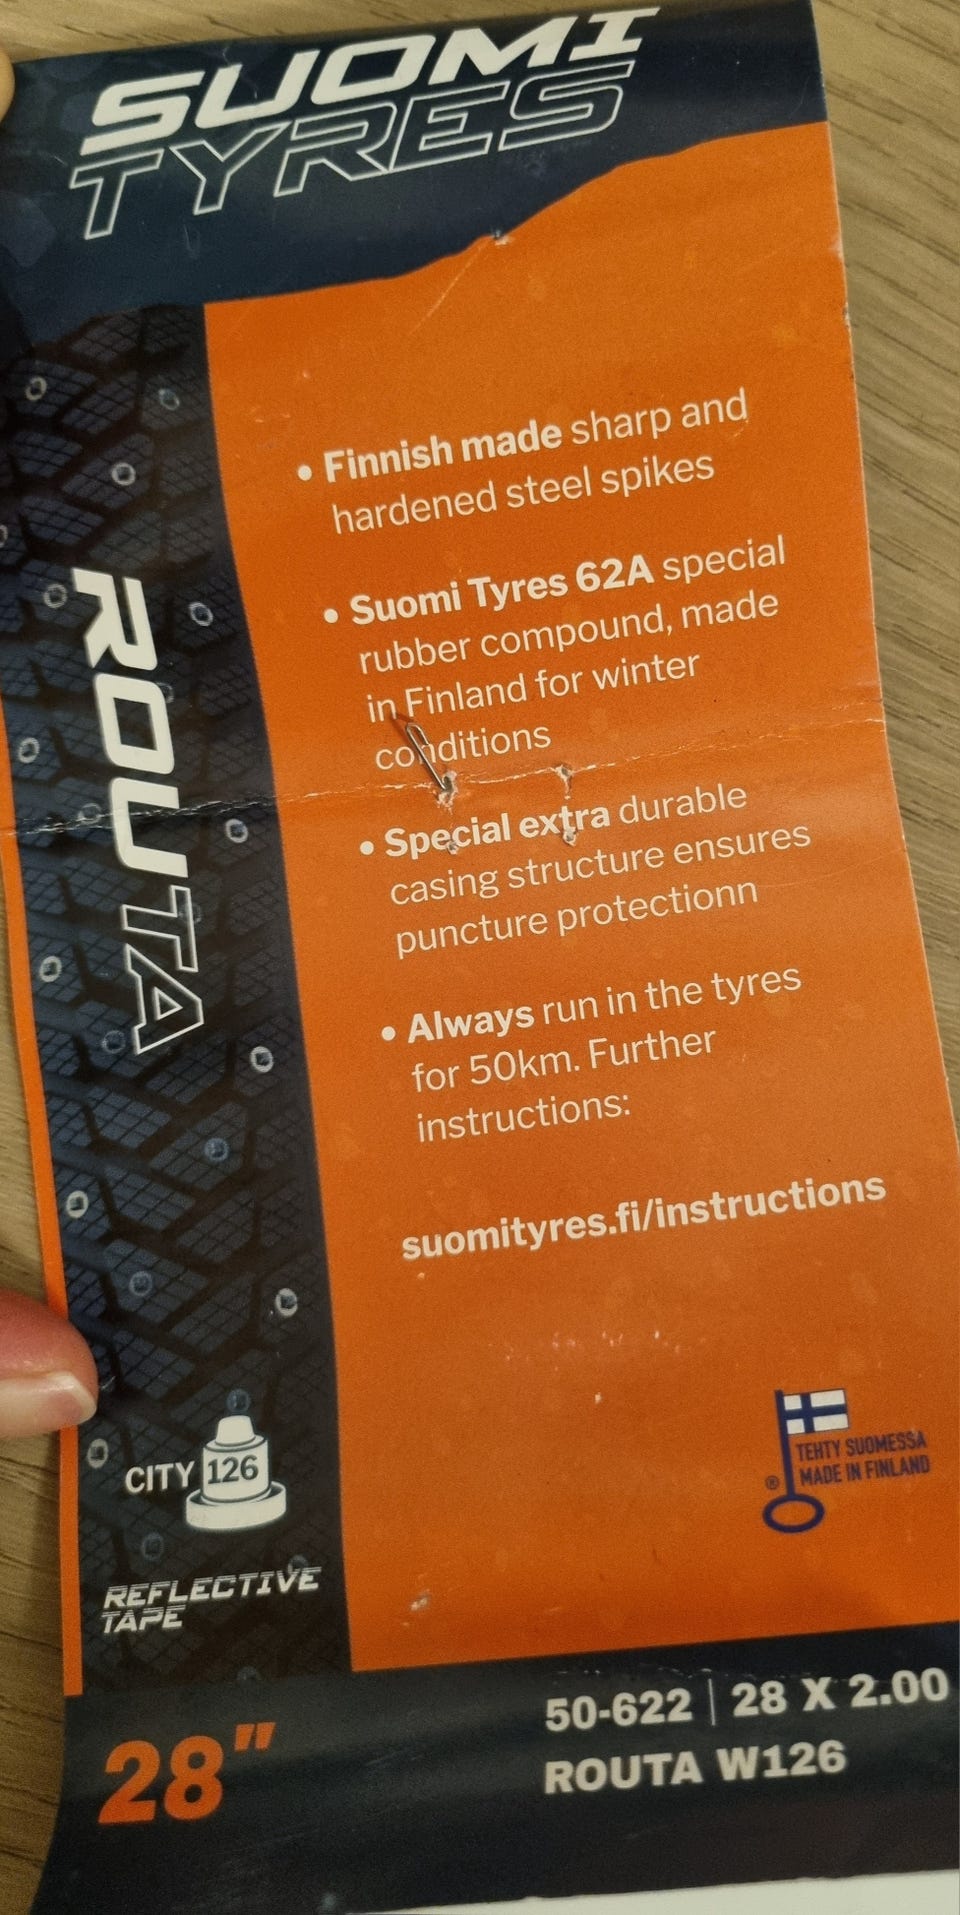 SUOMI
TYRES
ROUTA
• Finnish made sharp and
hardened steel spikes
• Suomi Tyres 62A special
rubber compound, made
in Finland for winter
conditions
• Special extra durable
casing structure ensures
puncture protectionn
• Always run in the tyres
for 50km. Further
instructions:
suomityres.fi/instructions
CITY 126
REFLECTIVE
TAPE
® TEHTY SUOMESSA
MADE IN FINLAND
28"
50-622 | 28 X 2.00
ROUTA W126